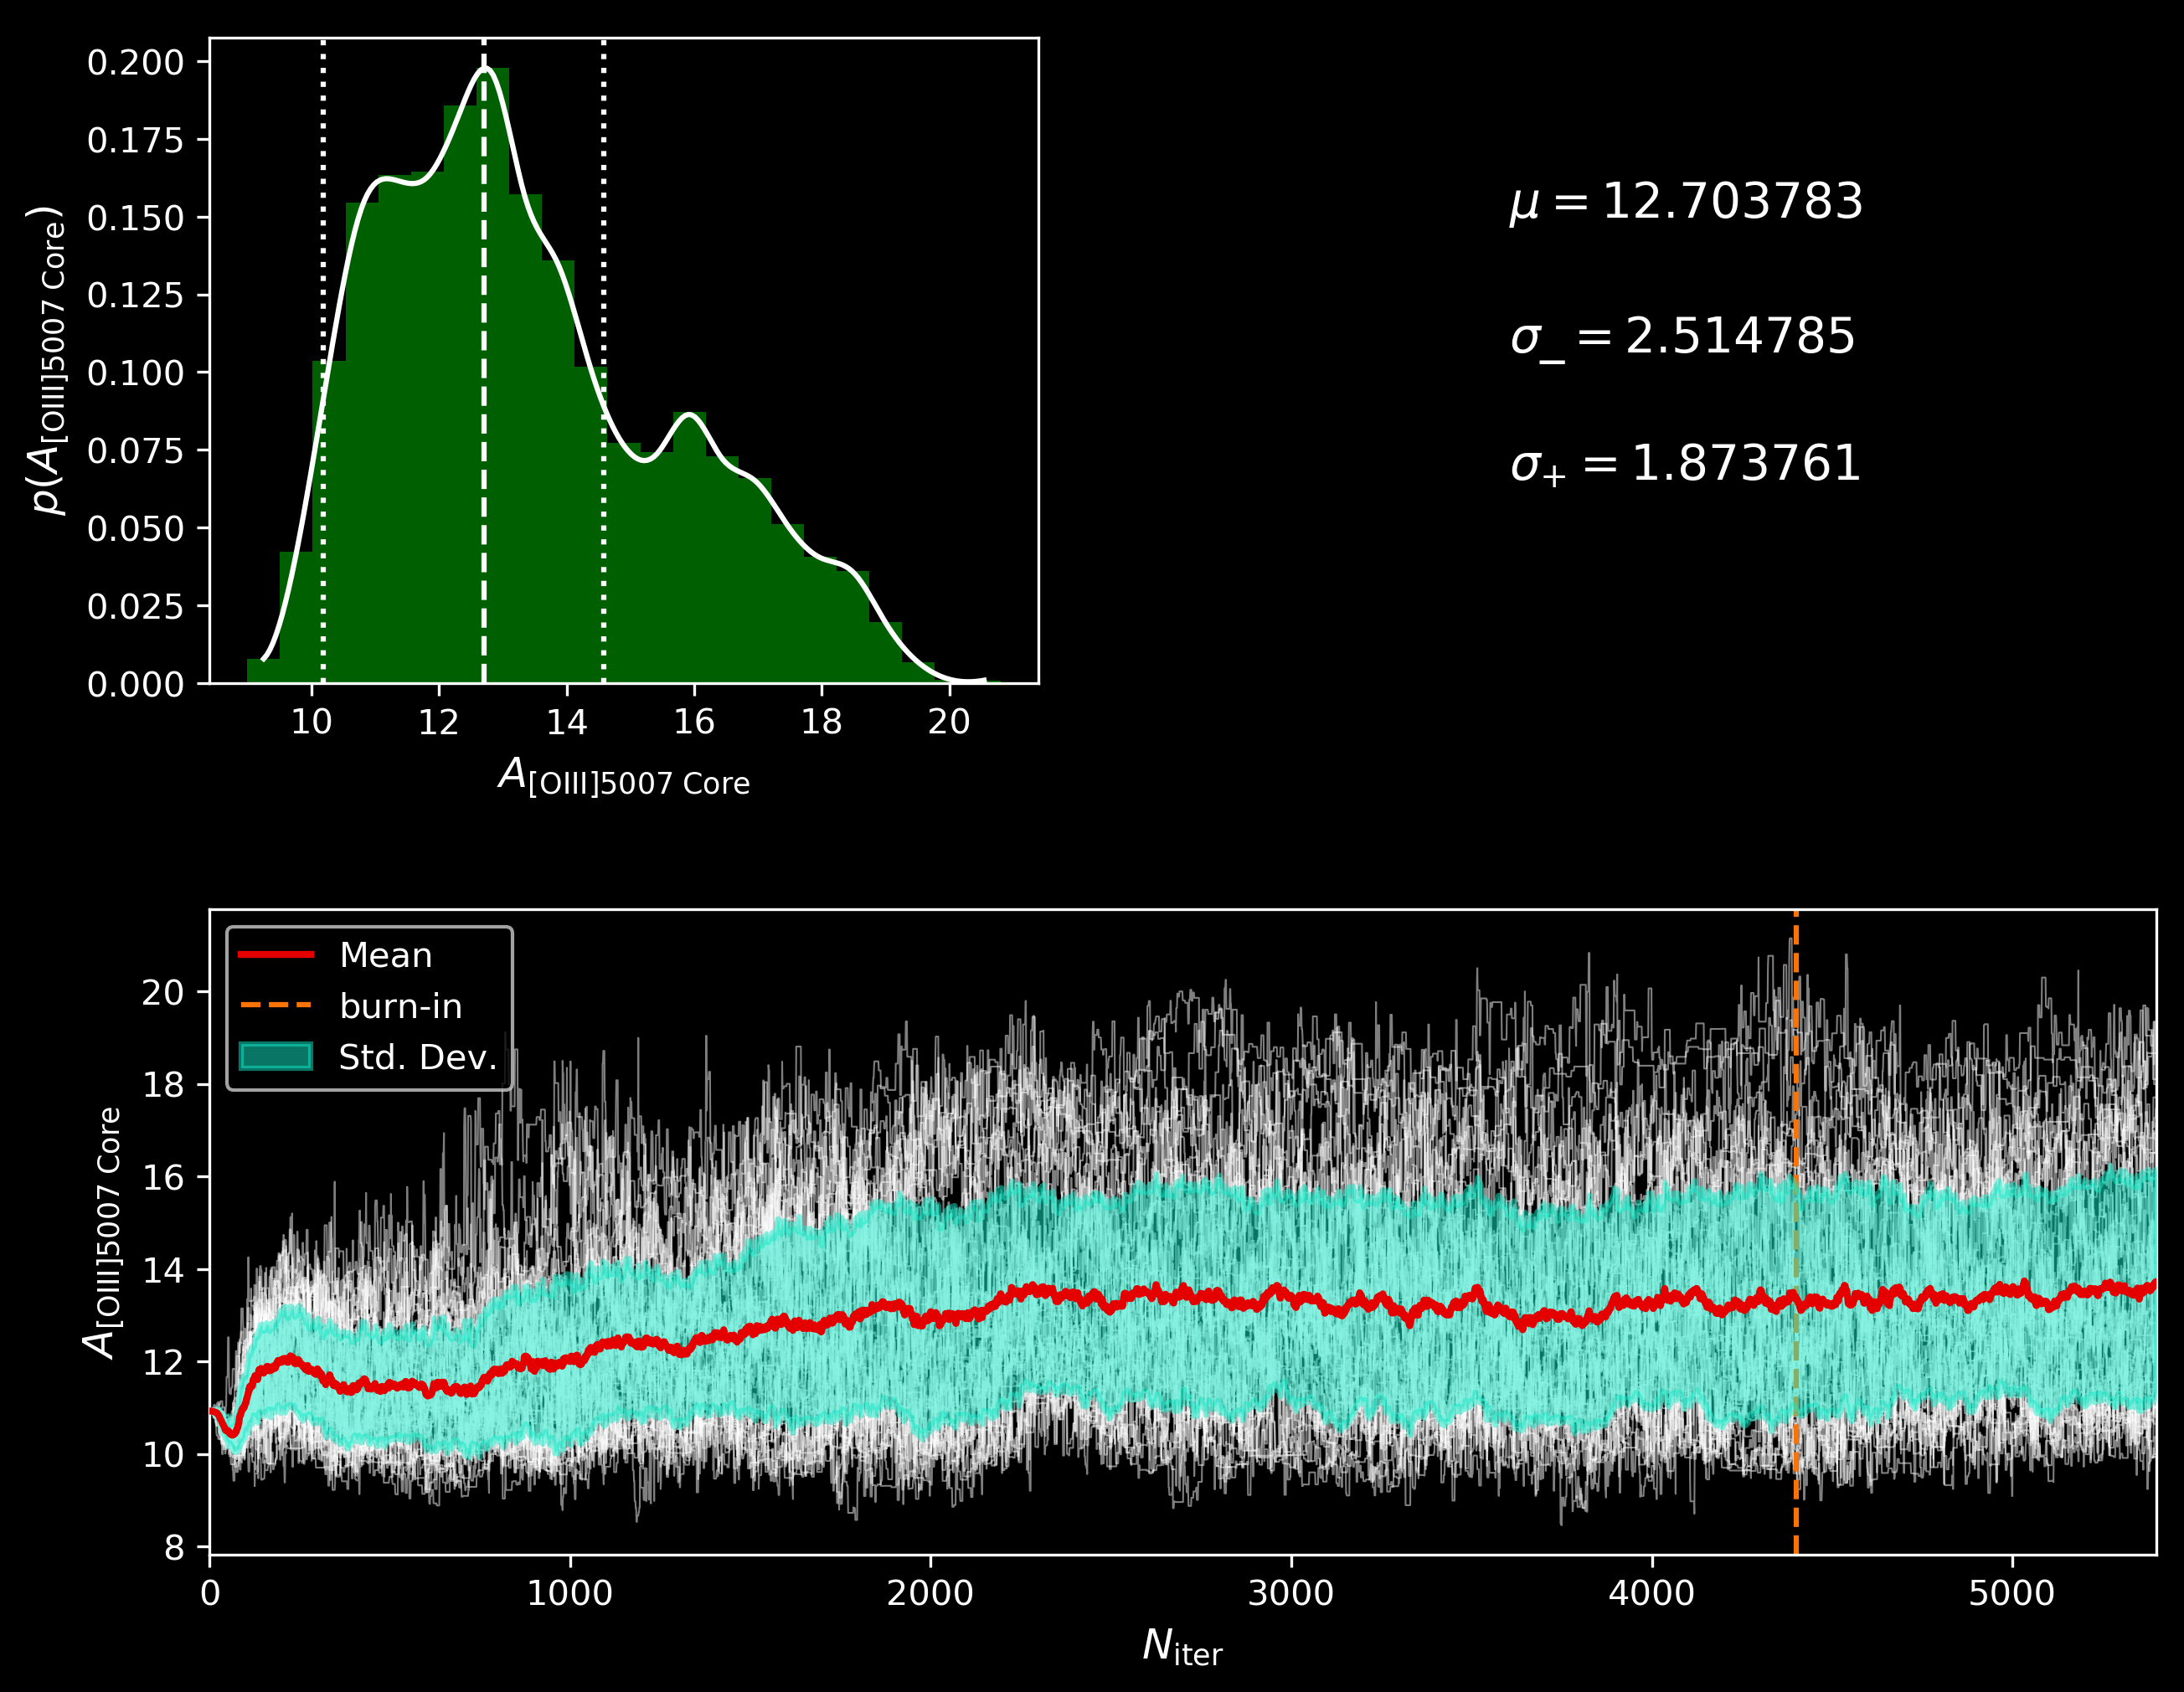 0.200
0.175
0.150
0.125
0.100
0.075
0.050
0.025
0.000
p(A[OIII]5007 Core)
10 12 14 16 18 20
A[OIII]5007 Core
μ = 12.703783
σ− = 2.514785
σ+ = 1.873761
Mean
burn-in
Std. Dev.
20
18
16
14
12
10
8
A[OIII]5007 Core
0 1000 2000 3000 4000 5000
Niter